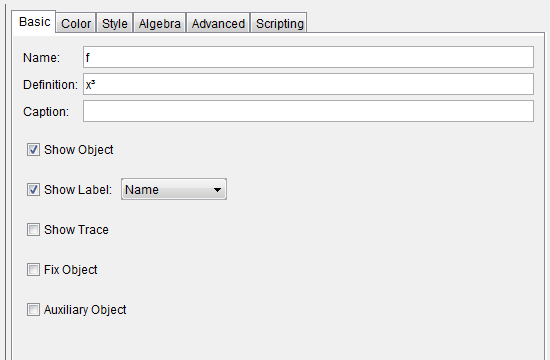 Basic Color Style Algebra Advanced Scripting
Name: f
Definition: x³
Caption:
Show Object
Show Label: Name
Show Trace
Fix Object
Auxiliary Object